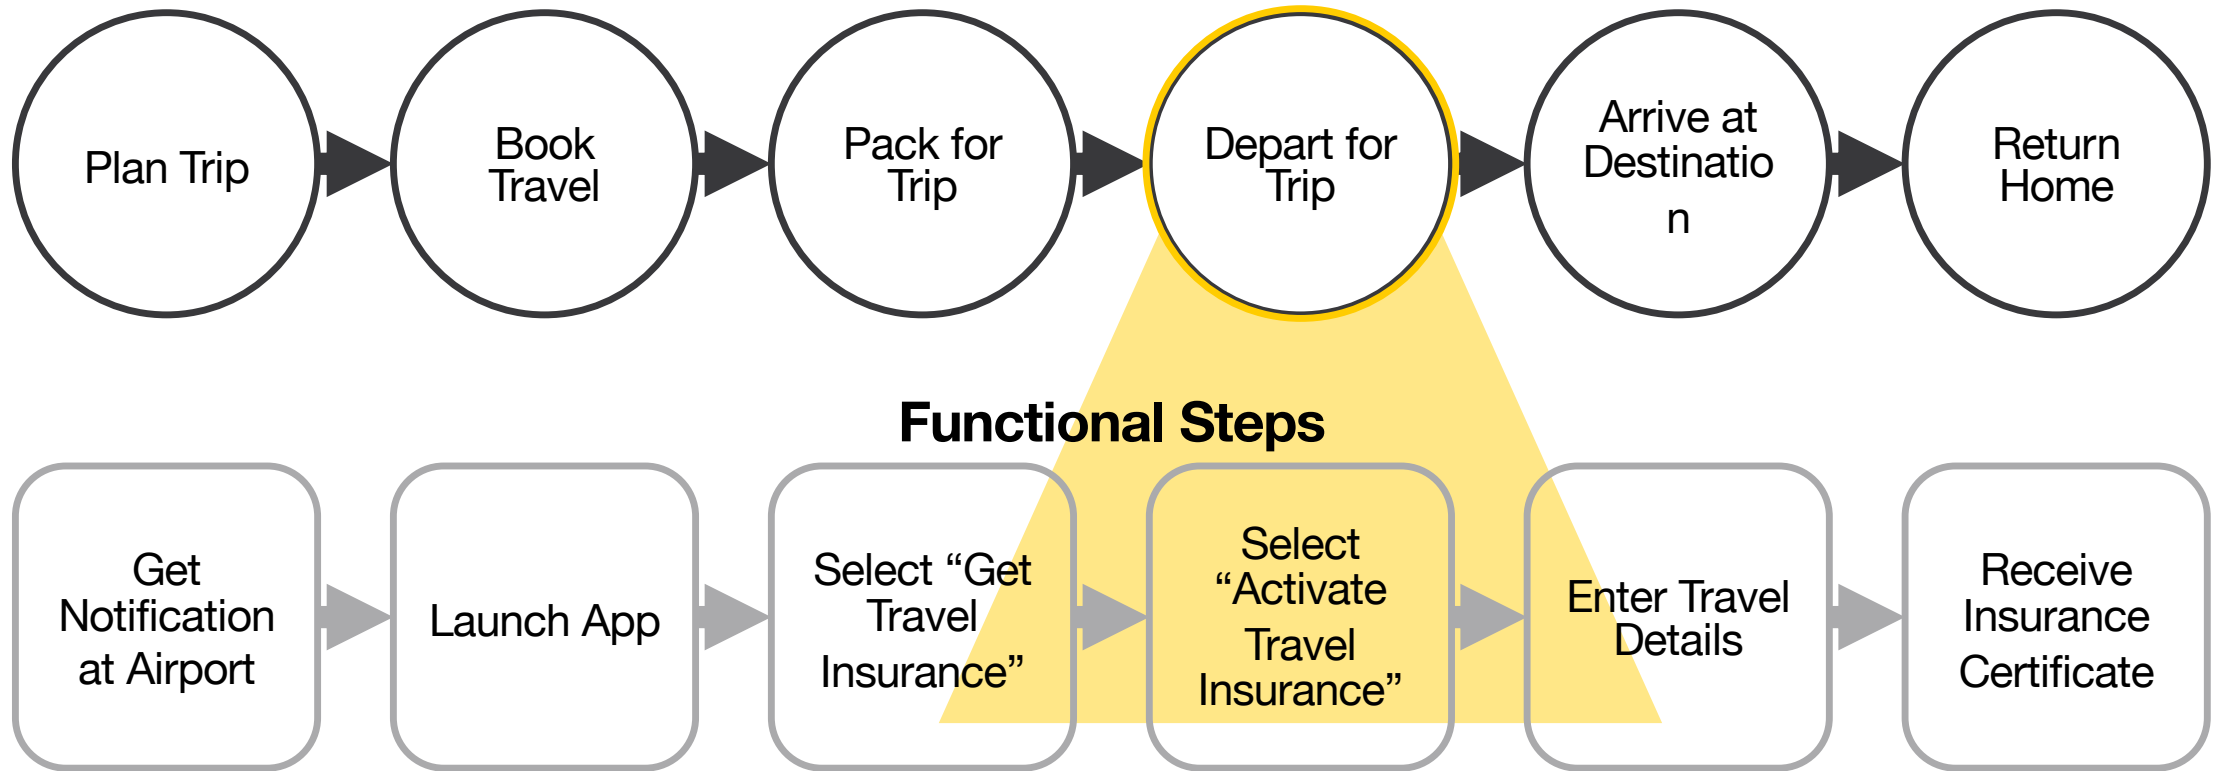 Plan Trip
Book
Travel
Pack for
Trip
Depart for
Trip
Arrive at
Destinatio
n
Return
Home
Functional Steps
Get
Notification
at Airport
Launch App
Select “Get
Travel
Insurance”
Select
“Activate
Travel
Insurance”
Enter Travel
Details
Receive
Insurance
Certificate